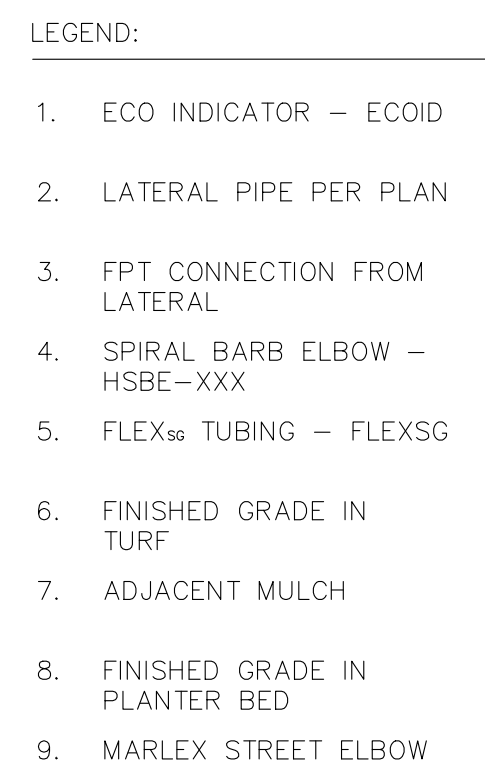 LEGEND:
1. ECO INDICATOR – ECOID
2. LATERAL PIPE PER PLAN
3. FPT CONNECTION FROM
LATERAL
4. SPIRAL BARB ELBOW –
HSBE–XXX
5. FLEXSG TUBING – FLEXSG
6. FINISHED GRADE IN
TURF
7. ADJACENT MULCH
8. FINISHED GRADE IN
PLANTER BED
9. MARLEX STREET ELBOW